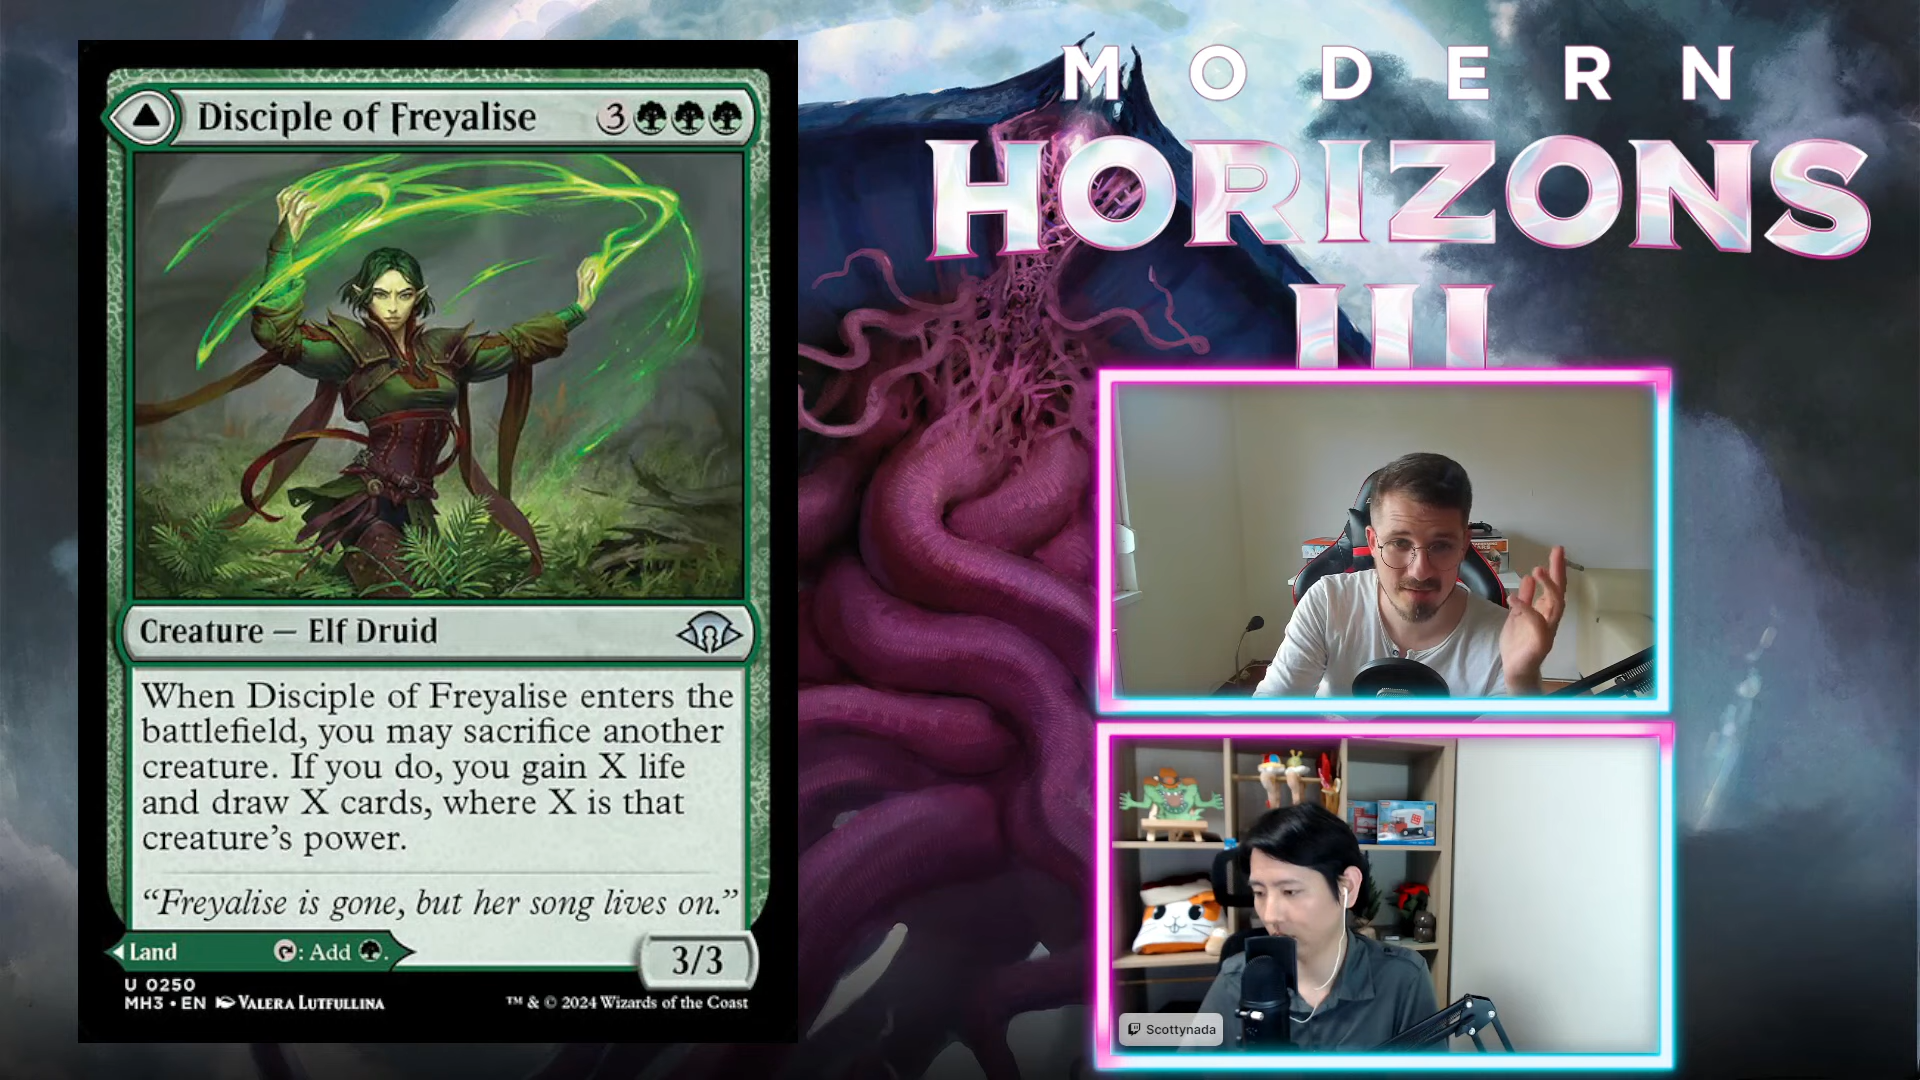 Disciple of Freyalise 3
Creature — Elf Druid
When Disciple of Freyalise enters the
battlefield, you may sacrifice another
creature. If you do, you gain X life
and draw X cards, where X is that
creature's power.
“Freyalise is gone, but her song lives on.”
Land : Add .
3/3
U 0250
MH3 • EN VALERA LUTFULLINA
™ & © 2024 Wizards of the Coast
MODERN
HORIZONS
III
Scottynada